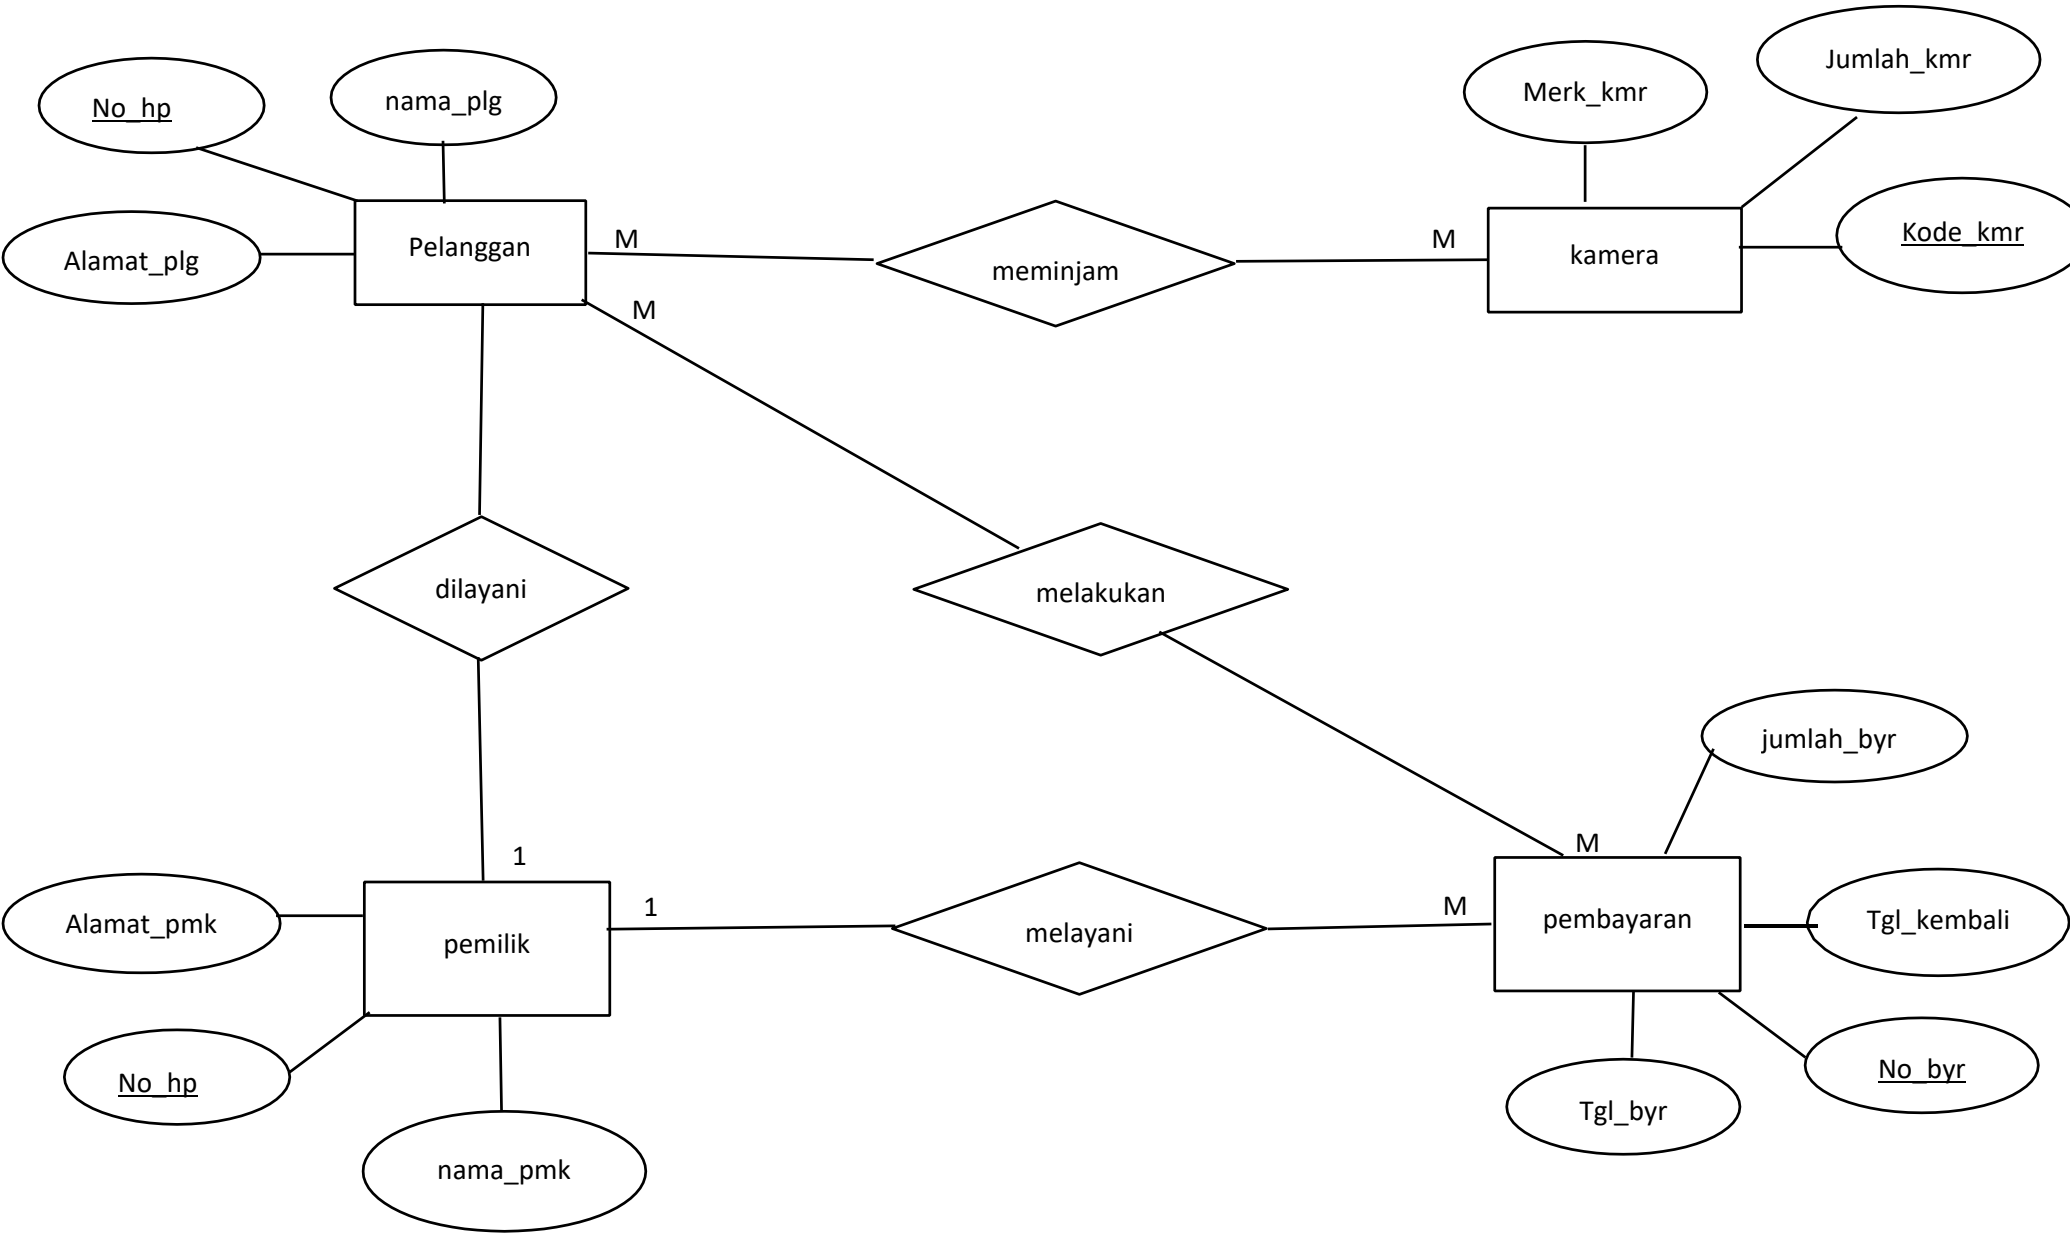 No_hp
nama_plg
Merk_kmr
Jumlah_kmr
Alamat_plg
Pelanggan
M
meminjam
M
kamera
Kode_kmr
M
dilayani
melakukan
jumlah_byr
M
1
Alamat_pmk
pemilik
1
melayani
M
pembayaran
Tgl_kembali
No_hp
nama_pmk
Tgl_byr
No_byr